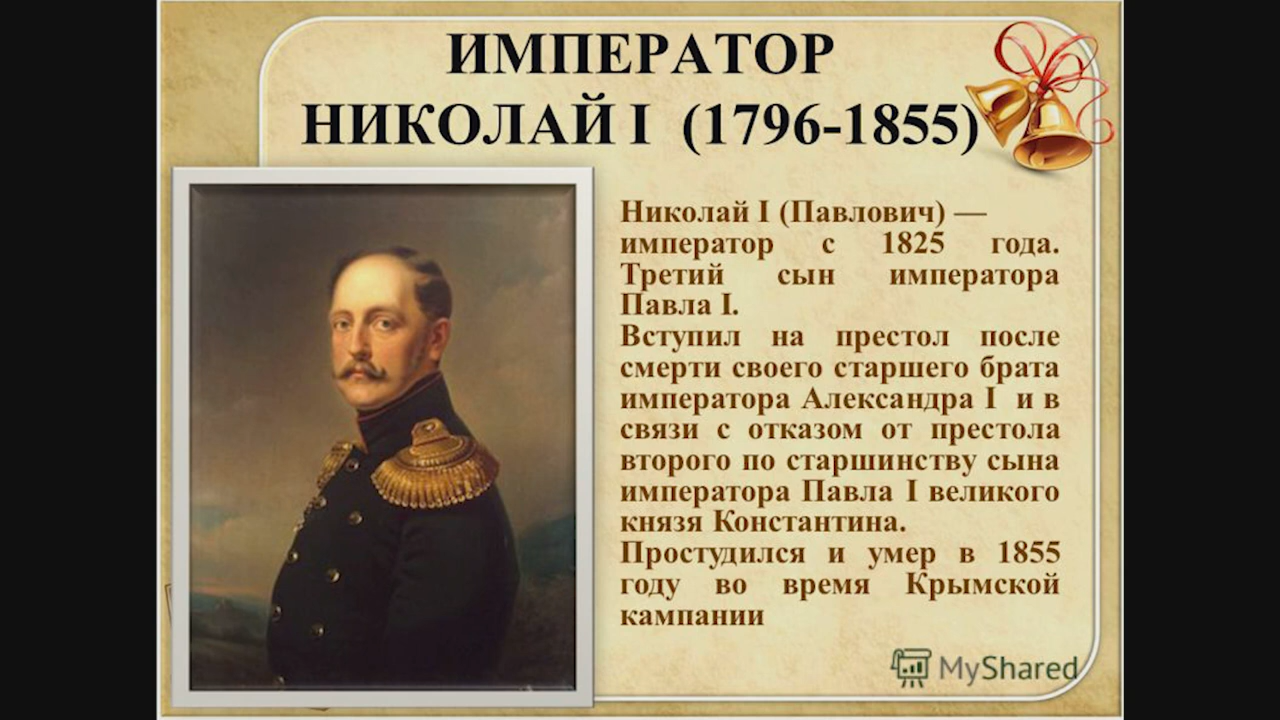 ИМПЕРАТОР
НИКОЛАЙ I (1796-1855)
Николай I (Павлович) —
император с 1825 года.
Третий сын императора
Павла I.
Вступил на престол после
смерти своего старшего брата
императора Александра I и в
связи с отказом от престола
второго по старшинству сына
императора Павла I великого
князя Константина.
Простудился и умер в 1855
году во время Крымской
кампании
MyShared